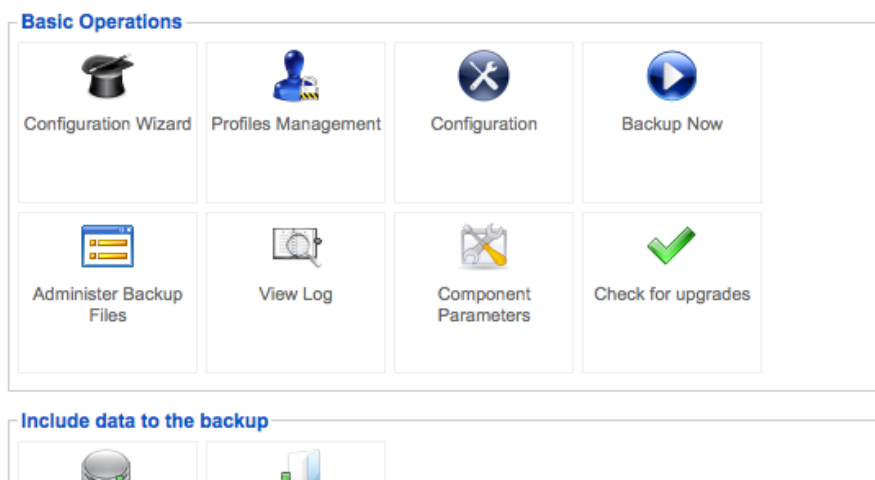 Basic Operations
Configuration Wizard
Profiles Management
Configuration
Backup Now
Administer Backup
Files
View Log
Component
Parameters
Check for upgrades
Include data to the backup